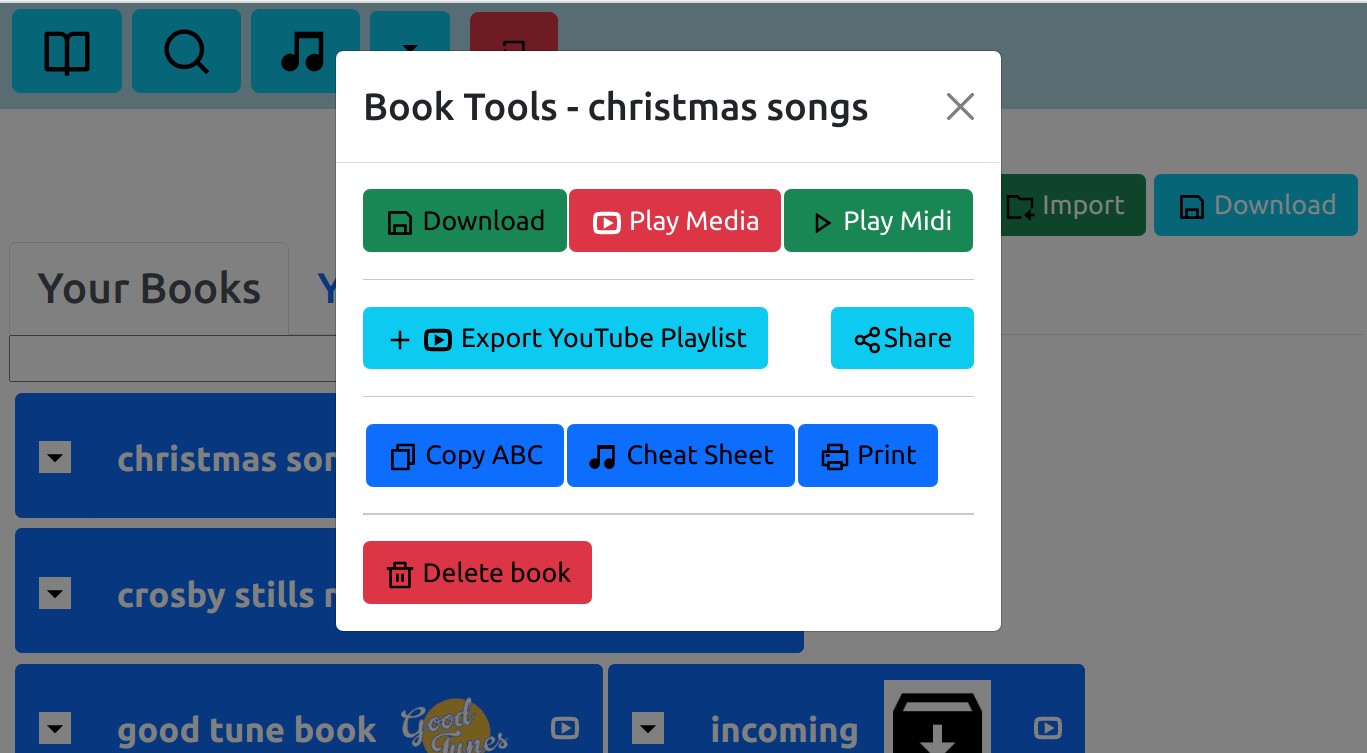 Book Tools - christmas songs
Download Play Media Play Midi
Import Download
Your Books Y
Export YouTube Playlist Share
christmas son
Copy ABC Cheat Sheet Print
Delete book
crosby stills
good tune book Good Tunes incoming